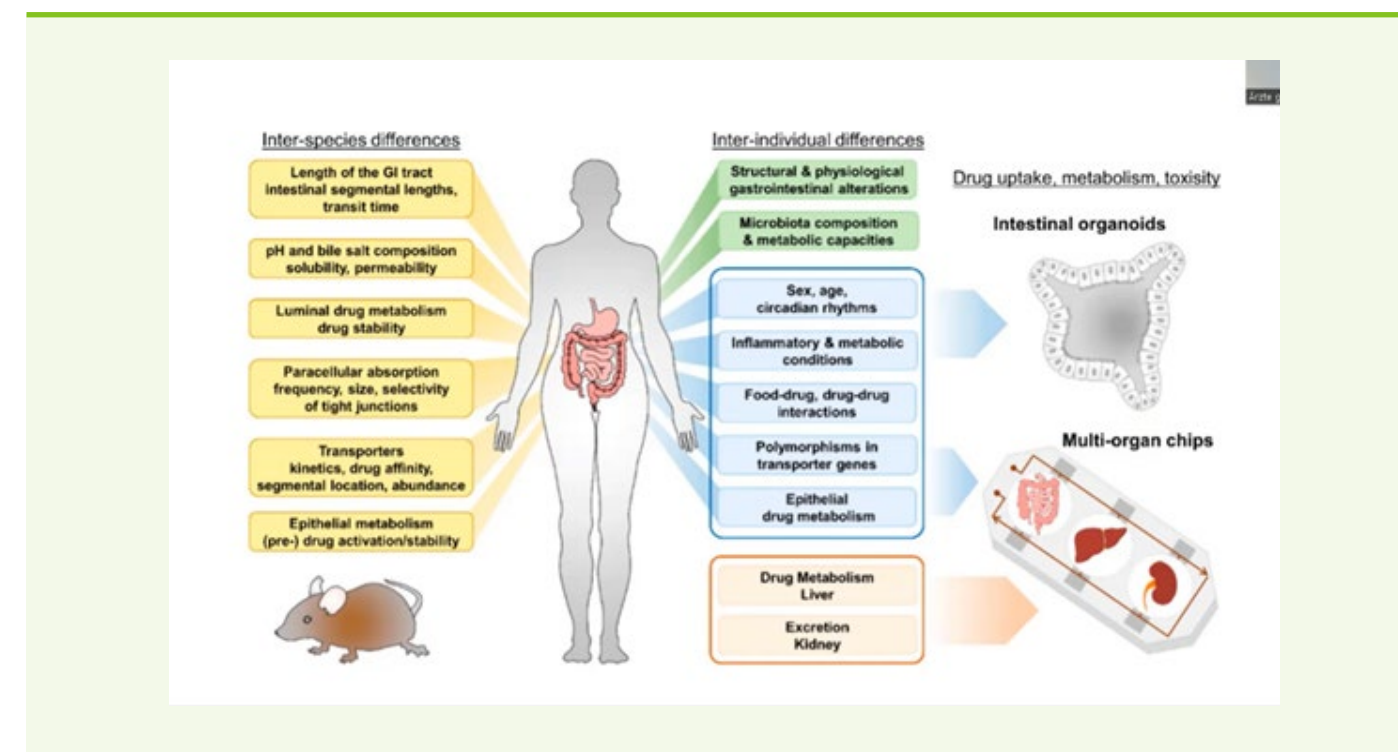 Inter-species differences
Length of the GI tract
intestinal segmental lengths,
transit time
pH and bile salt composition
solubility, permeability
Luminal drug metabolism
drug stability
Paracellular absorption
frequency, size, selectivity
of tight junctions
Transporters
kinetics, drug affinity,
segmental location, abundance
Epithelial metabolism
(pre-) drug activation/stability
Inter-individual differences
Structural & physiological
gastrointestinal alterations
Microbiota composition
& metabolic capacities
Sex, age,
circadian rhythms
Inflammatory & metabolic
conditions
Food-drug, drug-drug
interactions
Polymorphisms in
transporter genes
Epithelial
drug metabolism
Drug Metabolism
Liver
Excretion
Kidney
Drug uptake, metabolism, toxisity
Intestinal organoids
Multi-organ chips
Ärzte